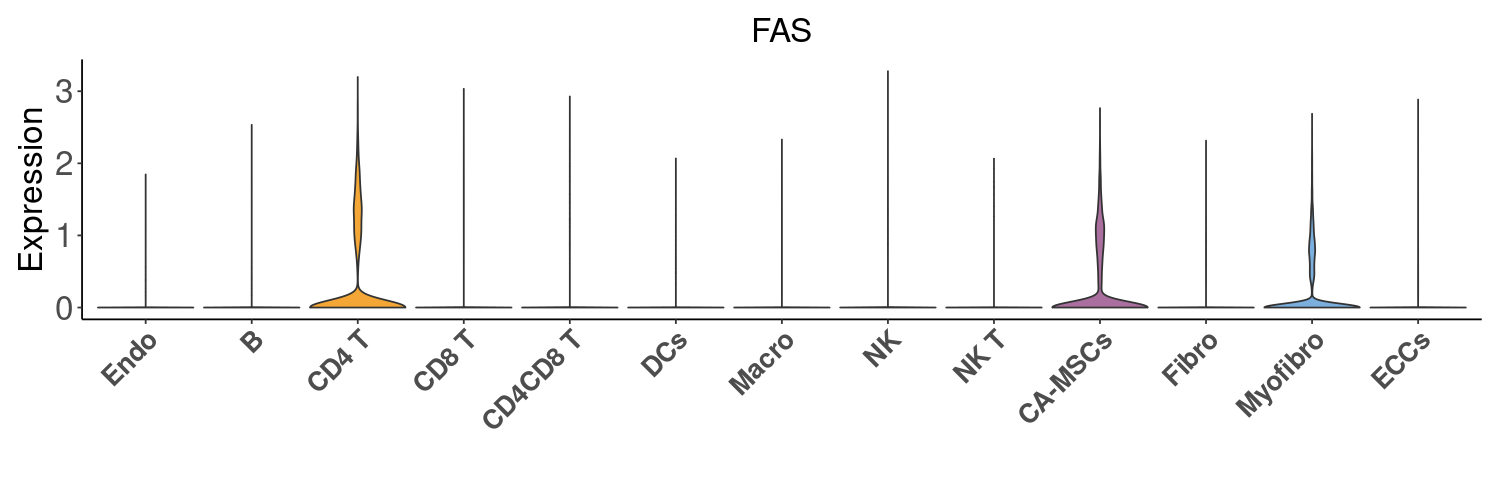 FAS
Expression
3
2
1
0
Endo
B
CD4 T
CD8 T
CD4CD8 T
DCs
Macro
NK
NK T
CA-MSCs
Fibro
Myofibro
ECCs